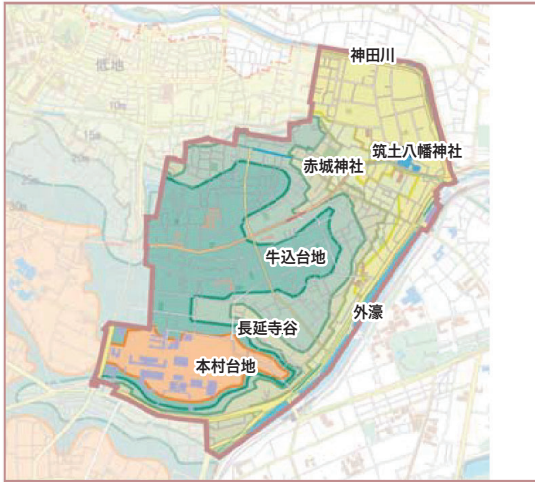 神田川
低地
10m
筑土八幡神社
赤城神社
15m
20m
25m
30m
牛込台地
外濠
長延寺谷
本村台地